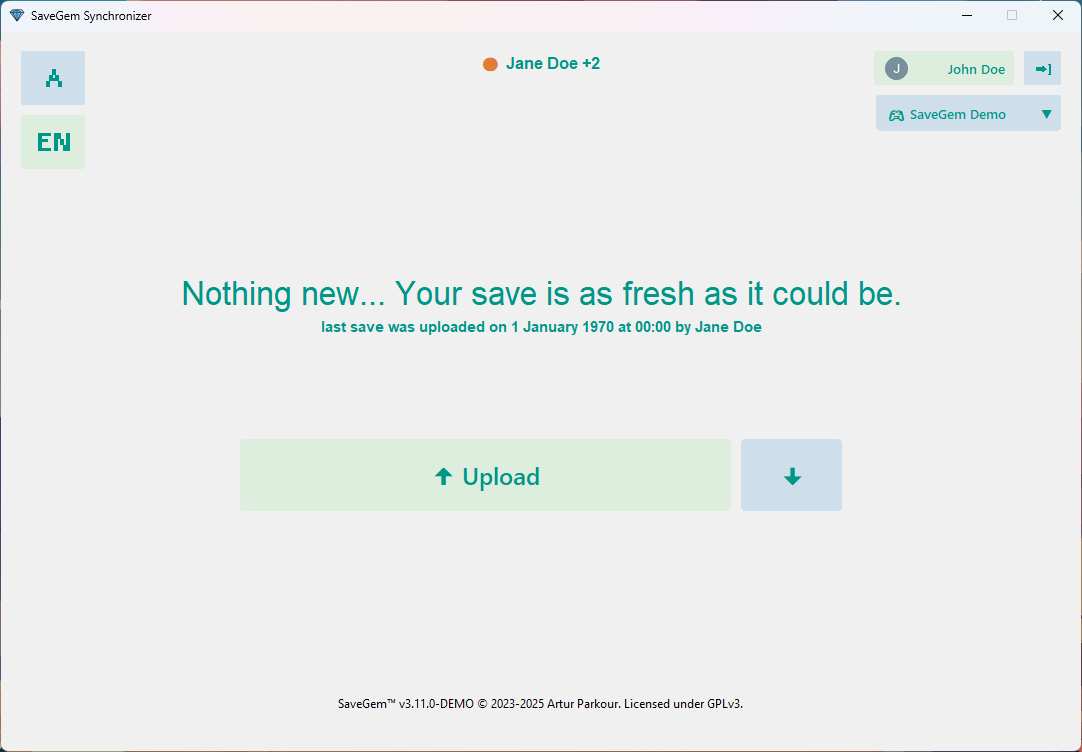 SaveGem Synchronizer
A
Jane Doe +2
J
John Doe
EN
SaveGem Demo
Nothing new... Your save is as fresh as it could be.
last save was uploaded on 1 January 1970 at 00:00 by Jane Doe
Upload
SaveGem™ v3.11.0-DEMO © 2023-2025 Artur Parkour. Licensed under GPLv3.